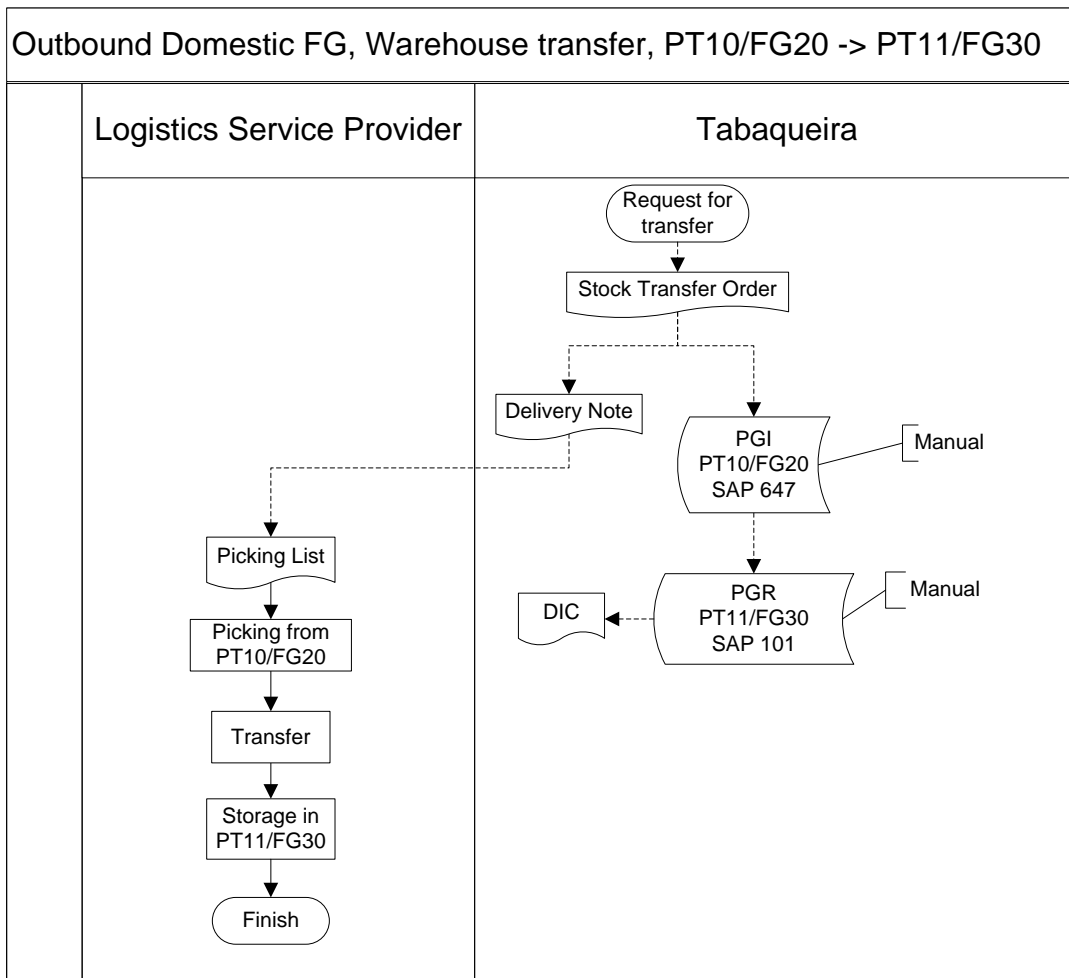 Outbound Domestic FG, Warehouse transfer, PT10/FG20 -> PT11/FG30
Logistics Service Provider
Tabaqueira
Request for
transfer
Stock Transfer Order
Delivery Note
PGI
PT10/FG20
SAP 647
Manual
Picking List
PGR
PT11/FG30
SAP 101
Manual
DIC
Picking from
PT10/FG20
Transfer
Storage in
PT11/FG30
Finish